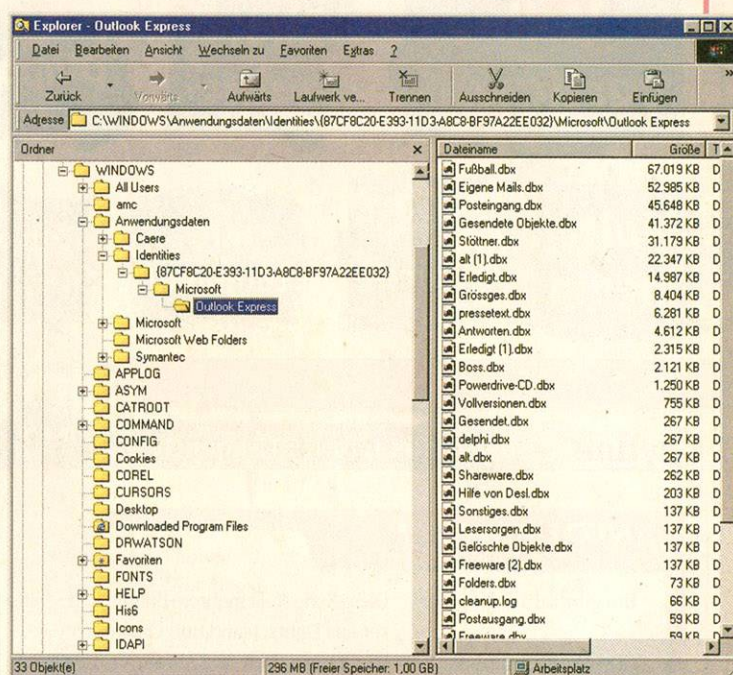 Explorer - Outlook Express
Datei Bearbeiten Ansicht Wechseln zu Favoriten Extras ?
Zurück Vorwärts Aufwärts Laufwerk ve... Trennen Ausschneiden Kopieren Einfügen »
Adresse C:\WINDOWS\Anwendungsdaten\Identities\{87CF8C20-E393-11D3-A8C8-BF97A22EE032}\Microsoft\Outlook Express
Ordner
WINDOWS
All Users
amc
Anwendungsdaten
Caere
Identities
{87CF8C20-E393-11D3-A8C8-BF97A22EE032}
Microsoft
Outlook Express
Microsoft
Microsoft Web Folders
Symantec
APPLOG
ASYM
CATROOT
COMMAND
CONFIG
Cookies
COREL
CURSORS
Desktop
Downloaded Program Files
DRWATSON
Favoriten
FONTS
HELP
His6
Icons
IDAPI
Dateiname Größe T
Fußball.dbx 67.019 KB D
Eigene Mails.dbx 52.985 KB D
Posteingang.dbx 45.648 KB D
Gesendete Objekte.dbx 41.372 KB D
Stöttner.dbx 31.179 KB D
alt (1).dbx 22.347 KB D
Erledigt.dbx 14.987 KB D
Grössges.dbx 8.404 KB D
pressetext.dbx 6.281 KB D
Antworten.dbx 4.612 KB D
Erledigt (1).dbx 2.315 KB D
Boss.dbx 2.121 KB D
Powerdrive-CD.dbx 1.250 KB D
Vollversionen.dbx 755 KB D
Gesendet.dbx 267 KB D
delphi.dbx 267 KB D
alt.dbx 267 KB D
Shareware.dbx 262 KB D
Hilfe von Desl.dbx 203 KB D
Sonstiges.dbx 137 KB D
Lesersorgen.dbx 137 KB D
Gelöschte Objekte.dbx 137 KB D
Freeware (2).dbx 137 KB D
Folders.dbx 73 KB D
cleanup.log 66 KB D
Postausgang.dbx 59 KB D
Freeware.dbx 59 KB D
33 Objekt(e) 296 MB (Freier Speicher: 1,00 GB) Arbeitsplatz